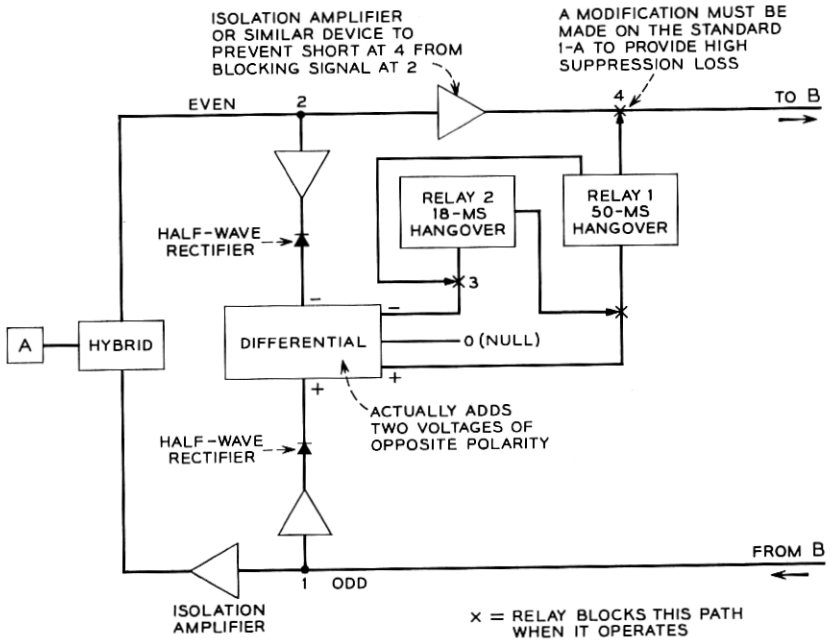 ISOLATION AMPLIFIER
OR SIMILAR DEVICE TO
PREVENT SHORT AT 4 FROM
BLOCKING SIGNAL AT 2
A MODIFICATION MUST BE
MADE ON THE STANDARD
1-A TO PROVIDE HIGH
SUPPRESSION LOSS
EVEN
2
4
TO B
RELAY 2
18-MS
HANGOVER
RELAY 1
50-MS
HANGOVER
HALF-WAVE
RECTIFIER
3
−
−
A
HYBRID
DIFFERENTIAL
0 (NULL)
+
+
ACTUALLY ADDS
TWO VOLTAGES OF
OPPOSITE POLARITY
HALF-WAVE
RECTIFIER
FROM B
1
ODD
ISOLATION
AMPLIFIER
X = RELAY BLOCKS THIS PATH
WHEN IT OPERATES